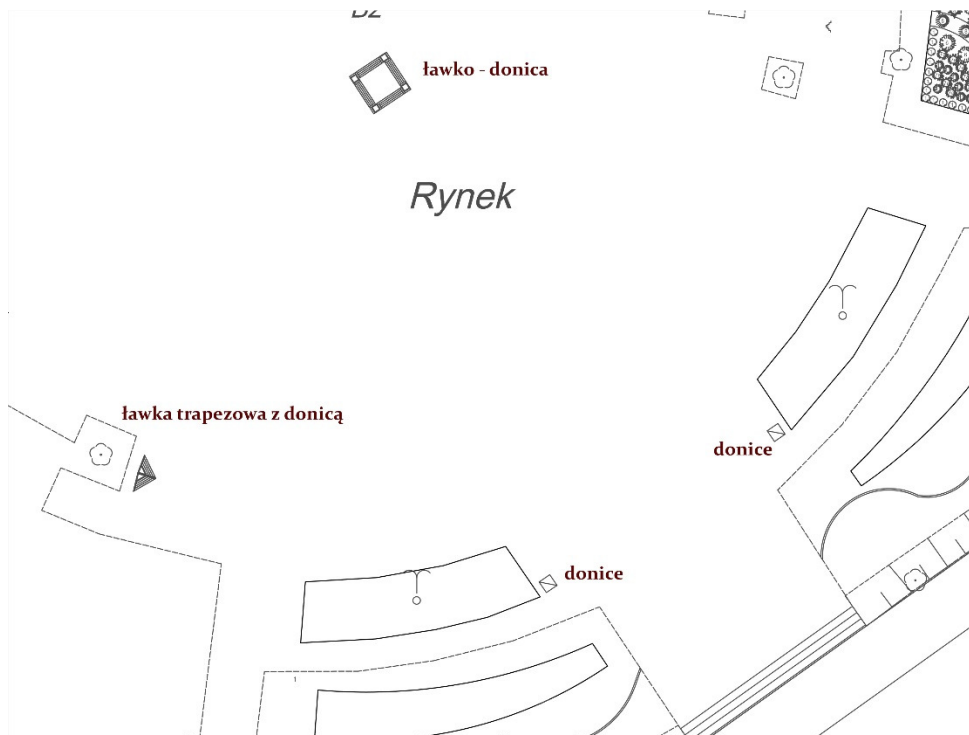 ławko - donica
Rynek
ławka trapezowa z donicą
donice
donice